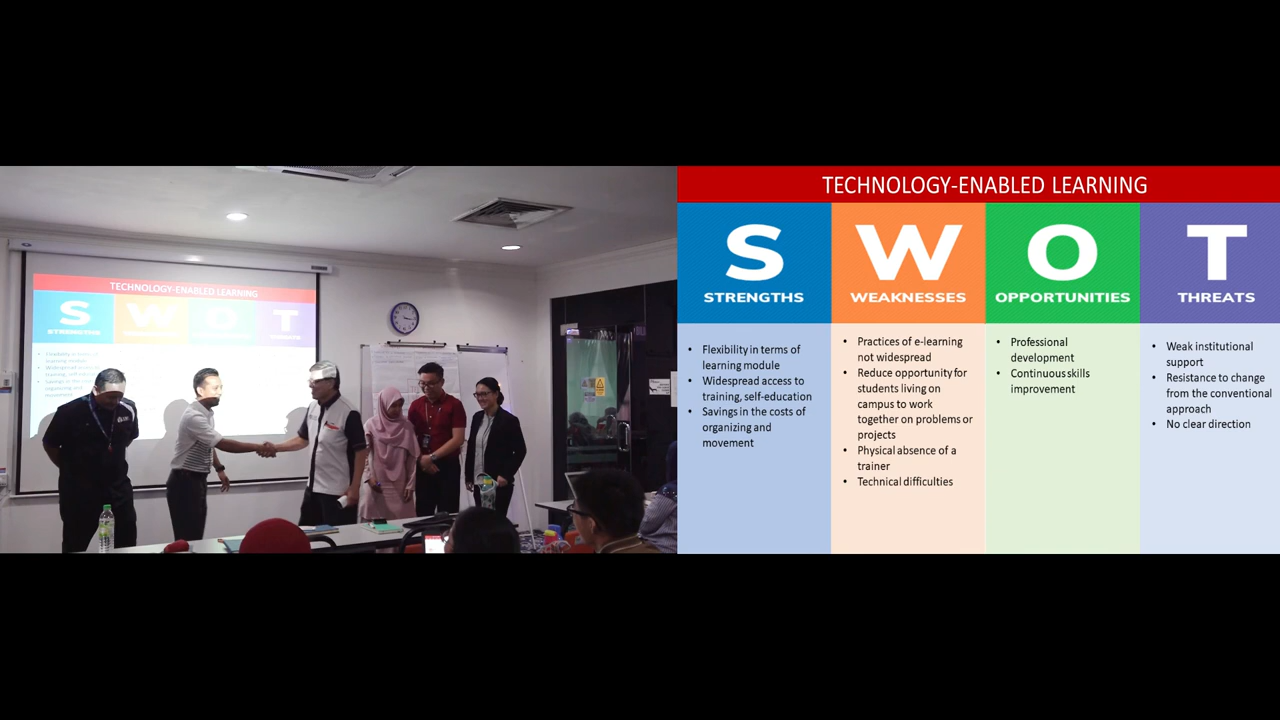 TECHNOLOGY-ENABLED LEARNING
S
STRENGTHS
W
O
T
TECHNOLOGY-ENABLED LEARNING
S
STRENGTHS
• Flexibility in terms of
learning module
• Widespread access to
training, self-education
• Savings in the costs of
organizing and
movement
W
WEAKNESSES
• Practices of e-learning
not widespread
• Reduce opportunity for
students living on
campus to work
together on problems or
projects
• Physical absence of a
trainer
• Technical difficulties
O
OPPORTUNITIES
• Professional
development
• Continuous skills
improvement
T
THREATS
• Weak institutional
support
• Resistance to change
from the conventional
approach
• No clear direction